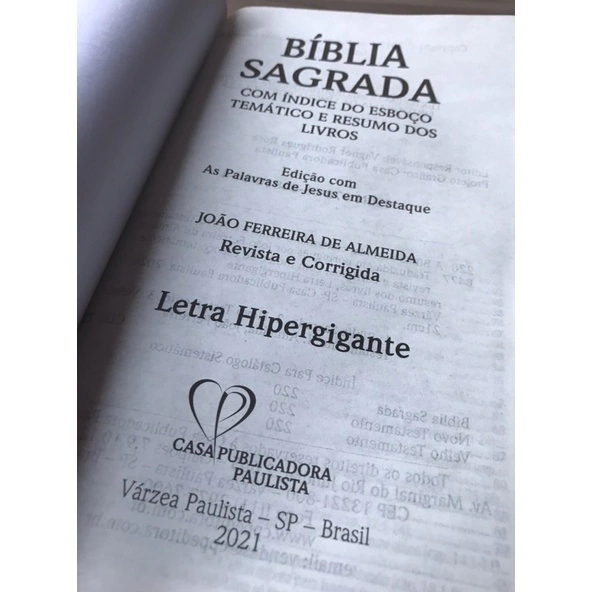 BÍBLIA
SAGRADA
COM ÍNDICE DO ESBOÇO
TEMÁTICO E RESUMO DOS
LIVROS
Edição com
As Palavras de Jesus em Destaque
JOÃO FERREIRA DE ALMEIDA
Revista e Corrigida
Letra Hipergigante
CASA PUBLICADORA
PAULISTA
Várzea Paulista – SP – Brasil
2021